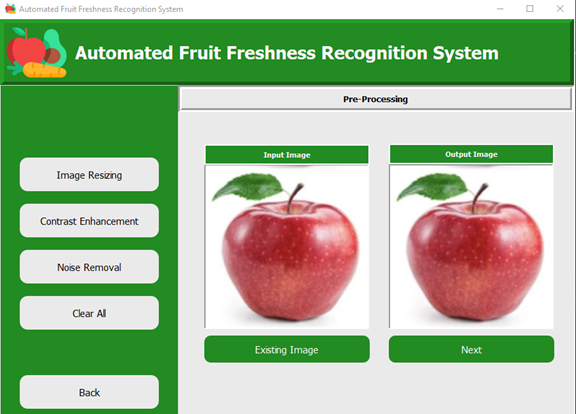 Automated Fruit Freshness Recognition System
Automated Fruit Freshness Recognition System
Pre-Processing
Image Resizing
Contrast Enhancement
Noise Removal
Clear All
Back
Input Image
Output Image
Existing Image
Next